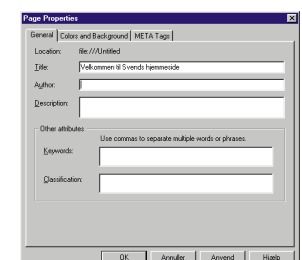 Page Properties
General Colors and Background META Tags
Location: file:///Untitled
Title: Velkommen til Svends hjemmeside
Author:
Description:
Other attributes
Use commas to separate multiple words or phrases.
Keywords:
Classification:
OK Annuller Anvend Hjælp